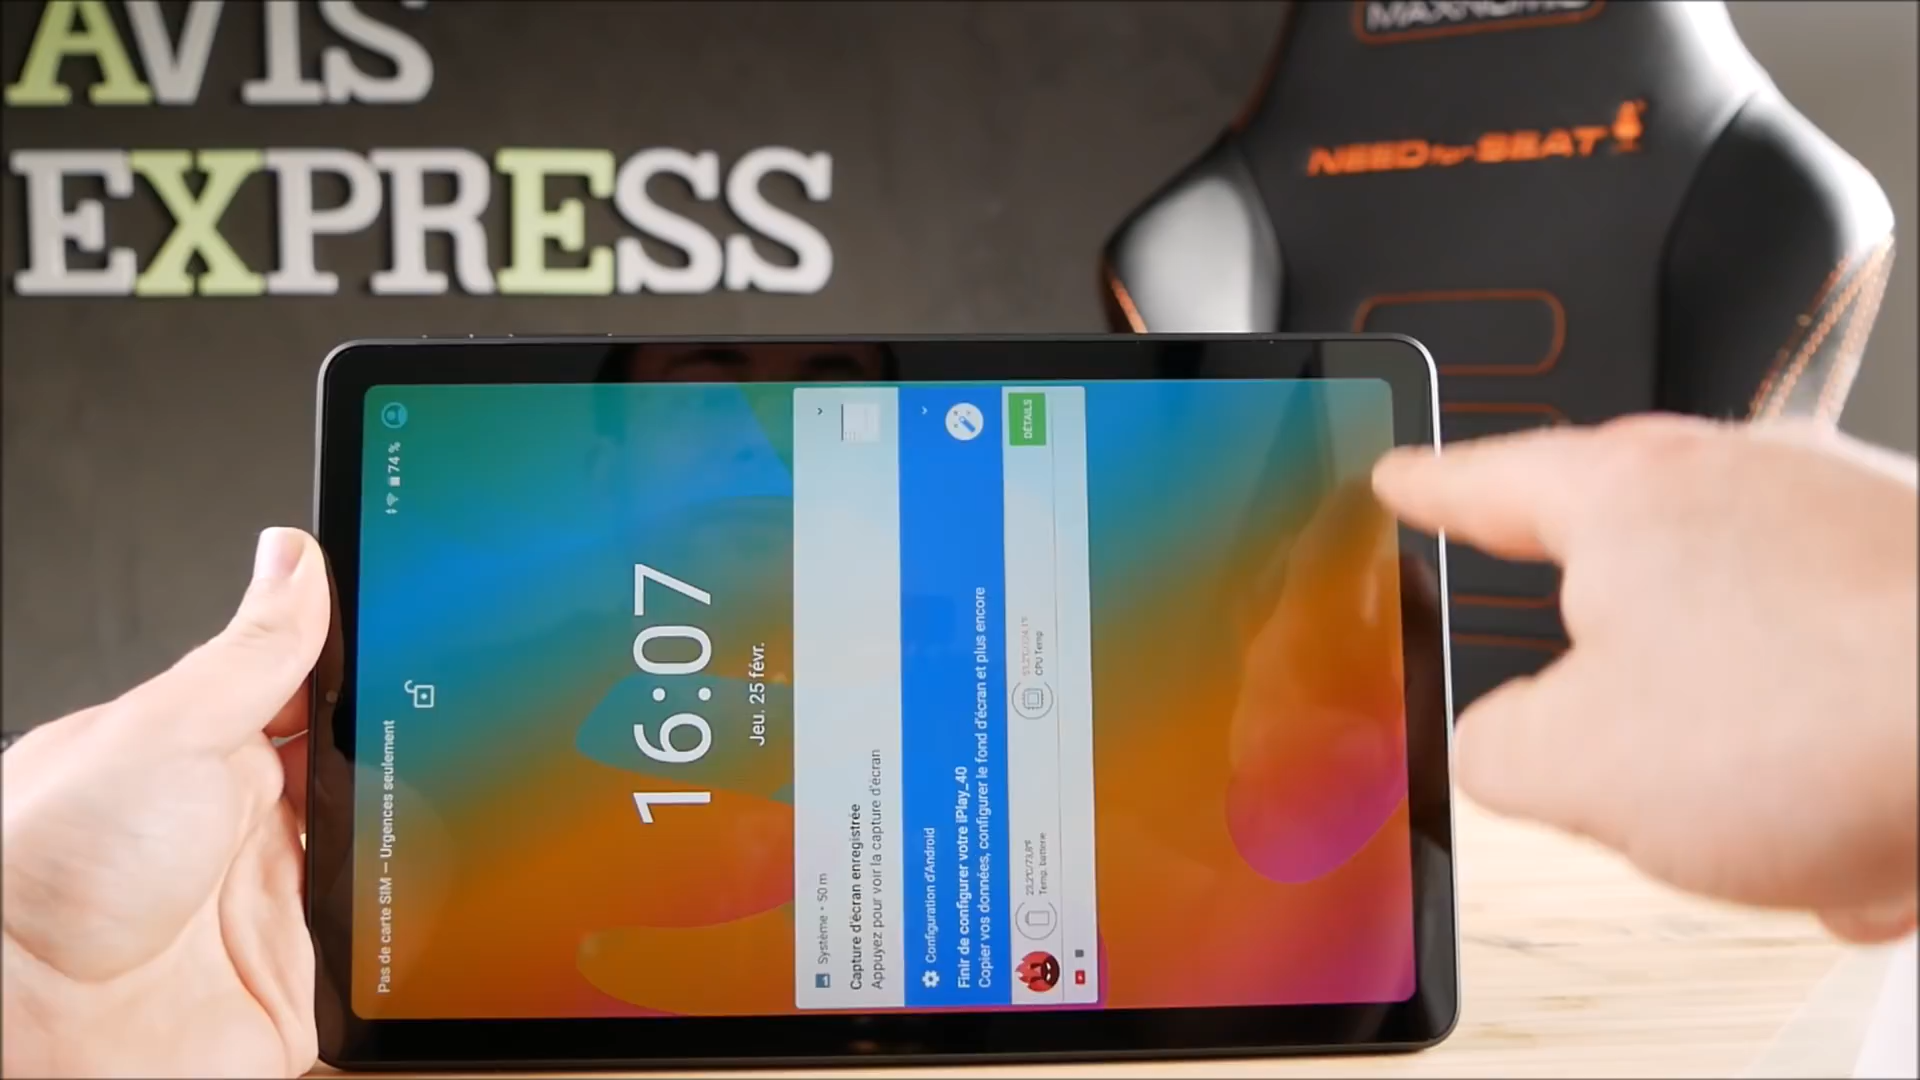 AVIS
EXPRESS
NEED for SEAT
Pas de carte SIM — Urgences seulement
74 %
16:07
Jeu. 25 févr.
Système • 50 m
Capture d'écran enregistrée
Appuyez pour voir la capture d'écran
Configuration d'Android
Finir de configurer votre iPlay_40
Copier vos données, configurer le fond d'écran et plus encore
Temp. batterie
CPU Temp
DÉTAILS